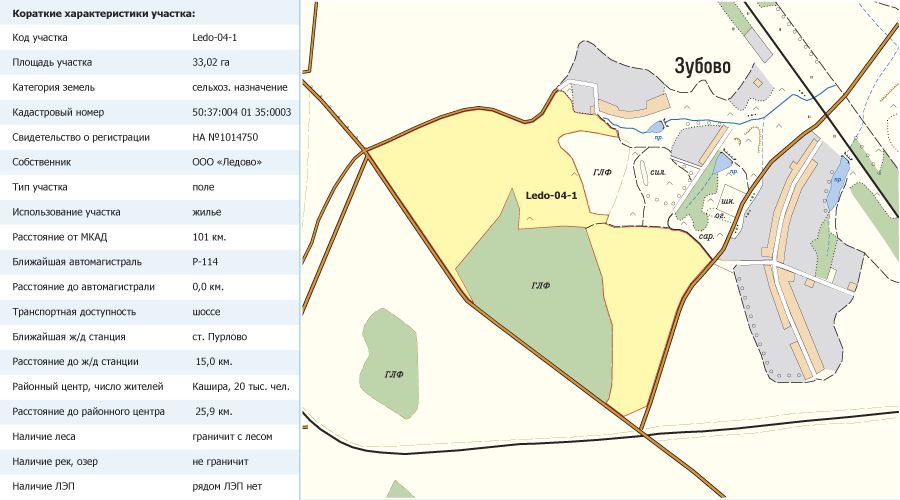 Краткие характеристики участка:
Код участка Ledo-04-1
Площадь участка 33,02 га
Категория земель сельхоз. назначение
Кадастровый номер 50:37:004 01 35:0003
Свидетельство о регистрации НА №1014750
Собственник ООО «Ледово»
Тип участка поле
Использование участка жилье
Расстояние от МКАД 101 км.
Ближайшая автомагистраль Р-114
Расстояние до автомагистрали 0,0 км.
Транспортная доступность шоссе
Ближайшая ж/д станция ст. Пурлово
Расстояние до ж/д станции 15,0 км.
Районный центр, число жителей Кашира, 20 тыс. чел.
Расстояние до районного центра 25,9 км.
Наличие леса граничит с лесом
Наличие рек, озер не граничит
Наличие ЛЭП рядом ЛЭП нет
Зубово
пр.
ГЛФ
сил.
пр.
пр.
Ledo-04-1
шк.
ог.
сар.
ГЛФ
ГЛФ